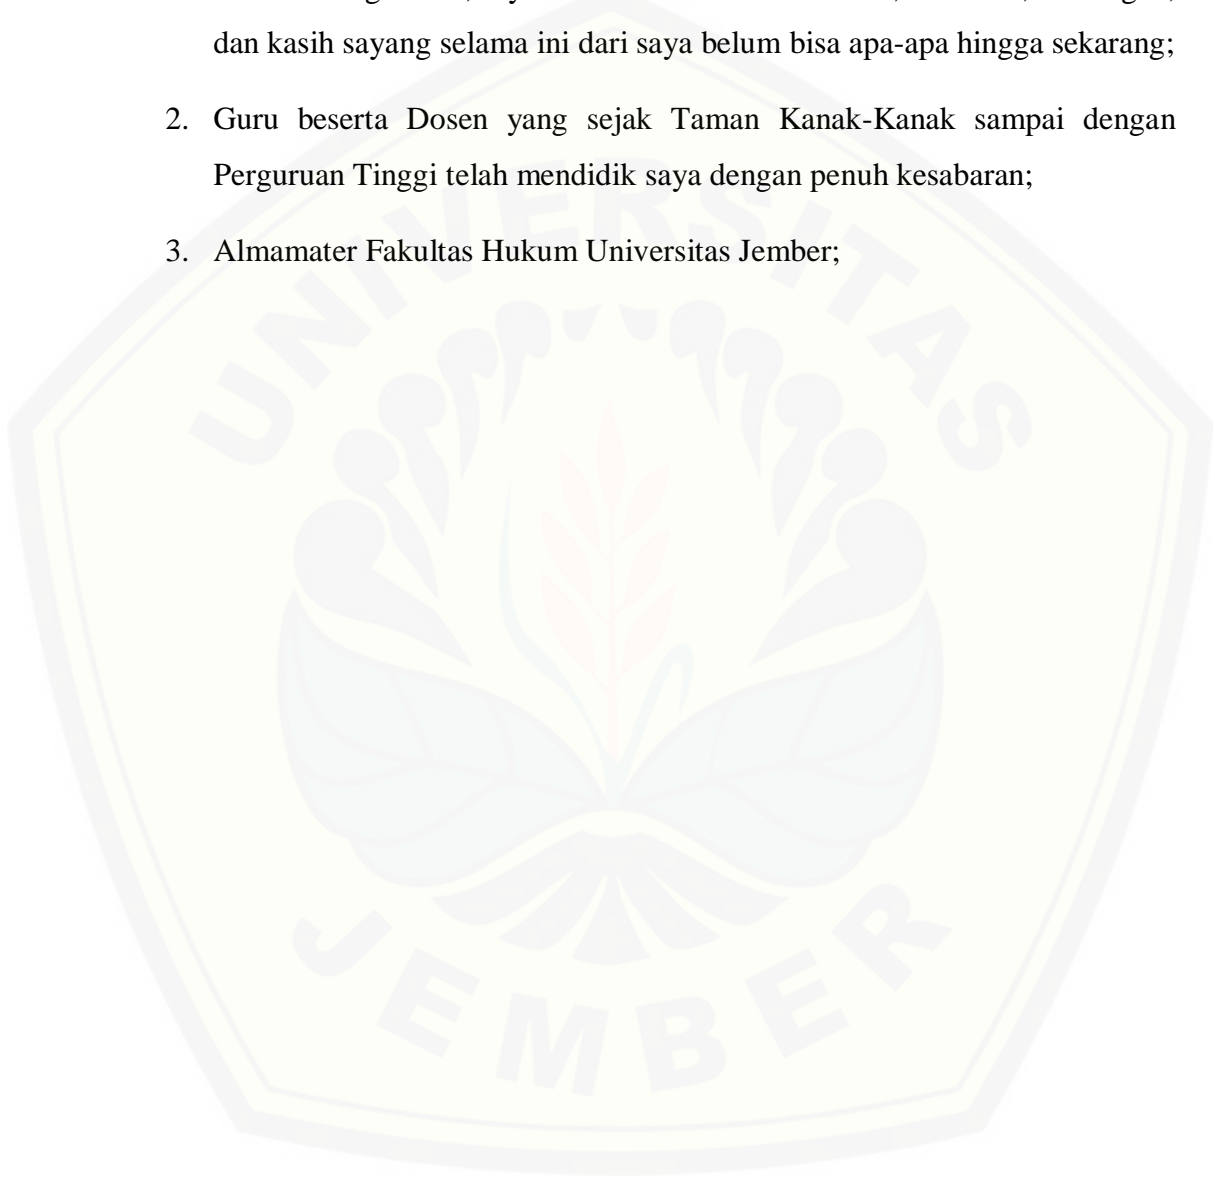 dan kasih sayang selama ini dari saya belum bisa apa-apa hingga sekarang;
2. Guru beserta Dosen yang sejak Taman Kanak-Kanak sampai dengan
Perguruan Tinggi telah mendidik saya dengan penuh kesabaran;
3. Almamater Fakultas Hukum Universitas Jember;
UNIVERSITAS
JEMBER